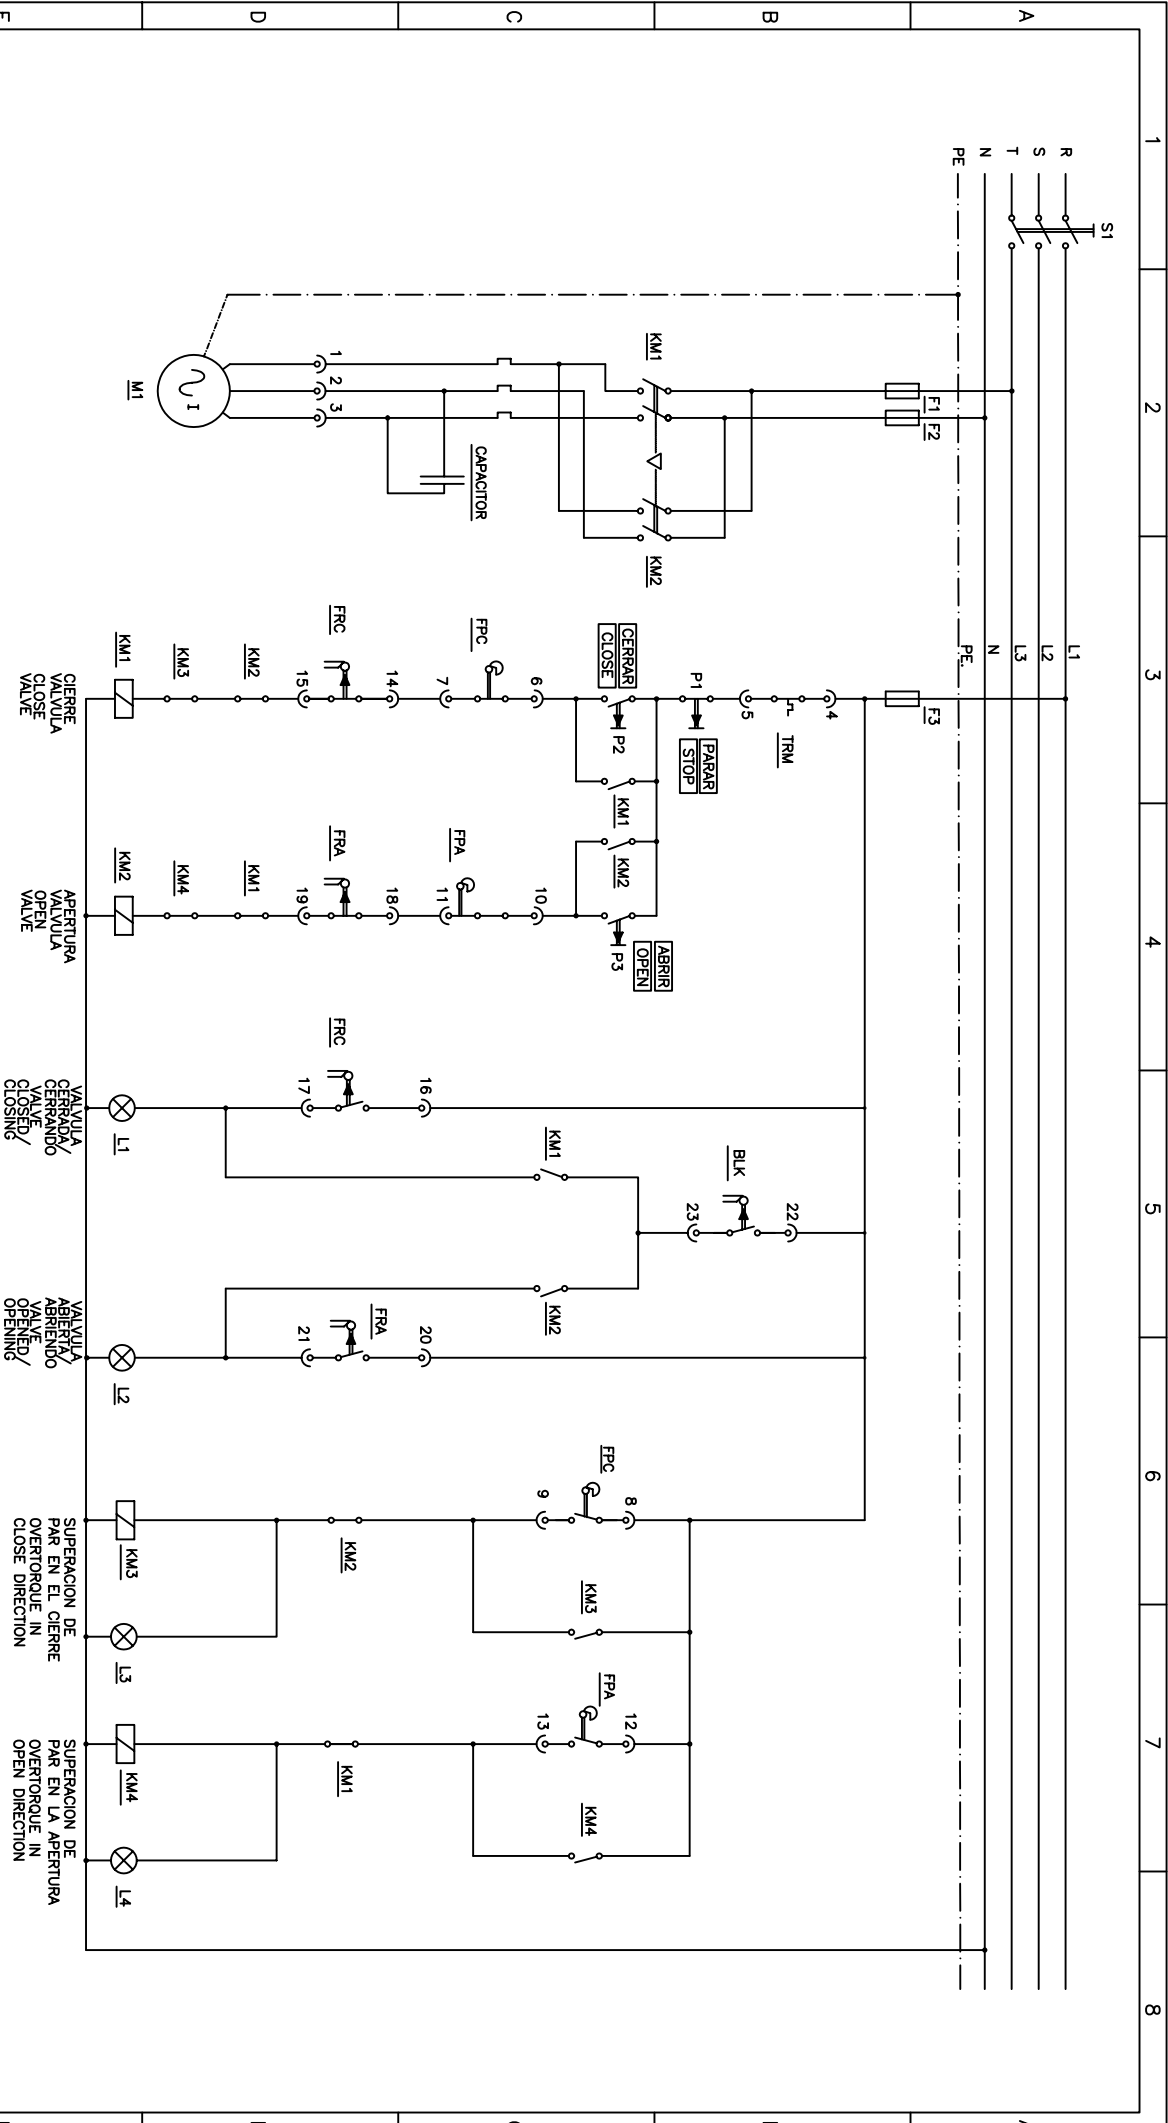 1
2
3
4
5
6
7
8
A
B
C
D
R
S
T
N
PE
S1
L1
L2
L3
N
PE.
F1
F2
F3
KM1
KM2
CAPACITOR
1
2
3
M1
4
TRM
5
P1
PARAR
STOP
CERRAR
CLOSE
P2
KM1
KM2
ABRIR
OPEN
P3
6
FPC
7
14
FRC
15
KM2
KM3
KM1
CIERRE
VALVULA
CLOSE
VALVE
10
FPA
11
18
FRA
19
KM1
KM4
KM2
APERTURA
VALVULA
OPEN
VALVE
16
FRC
17
L1
VALVULA
CERRADA/
CERRANDO
VALVE
CLOSED/
CLOSING
KM1
BLK
22
23
KM2
20
FRA
21
L2
VALVULA
ABIERTA/
ABRIENDO
VALVE
OPENED/
OPENING
FPC
8
9
KM3
KM2
KM3
L3
SUPERACION DE
PAR EN EL CIERRE
OVERTORQUE IN
CLOSE DIRECTION
FPA
12
13
KM4
KM1
KM4
L4
SUPERACION DE
PAR EN LA APERTURA
OVERTORQUE IN
OPEN DIRECTION